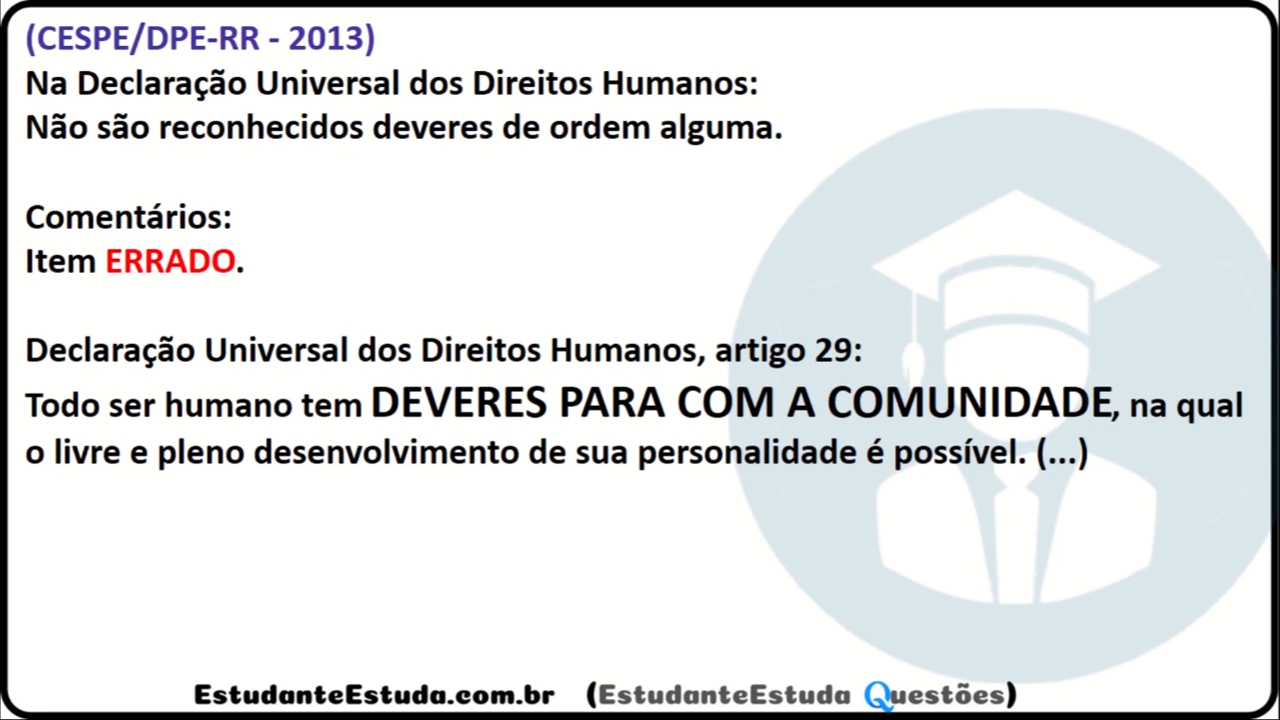 (CESPE/DPE-RR - 2013)
Na Declaração Universal dos Direitos Humanos:
Não são reconhecidos deveres de ordem alguma.
Comentários:
Item ERRADO.
Declaração Universal dos Direitos Humanos, artigo 29:
Todo ser humano tem DEVERES PARA COM A COMUNIDADE, na qual
o livre e pleno desenvolvimento de sua personalidade é possível. (...)
EstudanteEstuda.com.br (EstudanteEstuda Questões)